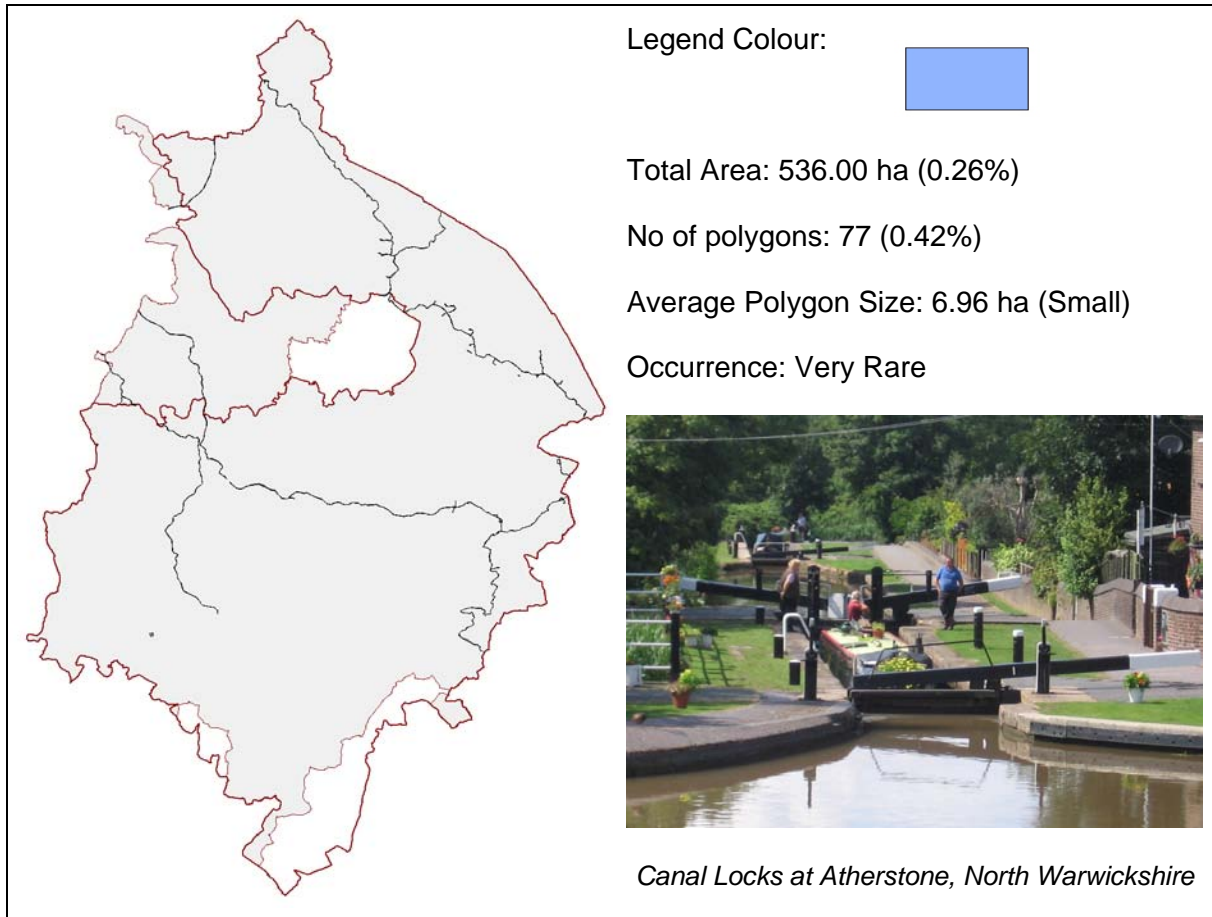 Legend Colour:
Total Area: 536.00 ha (0.26%)
No of polygons: 77 (0.42%)
Average Polygon Size: 6.96 ha (Small)
Occurrence: Very Rare
Canal Locks at Atherstone, North Warwickshire